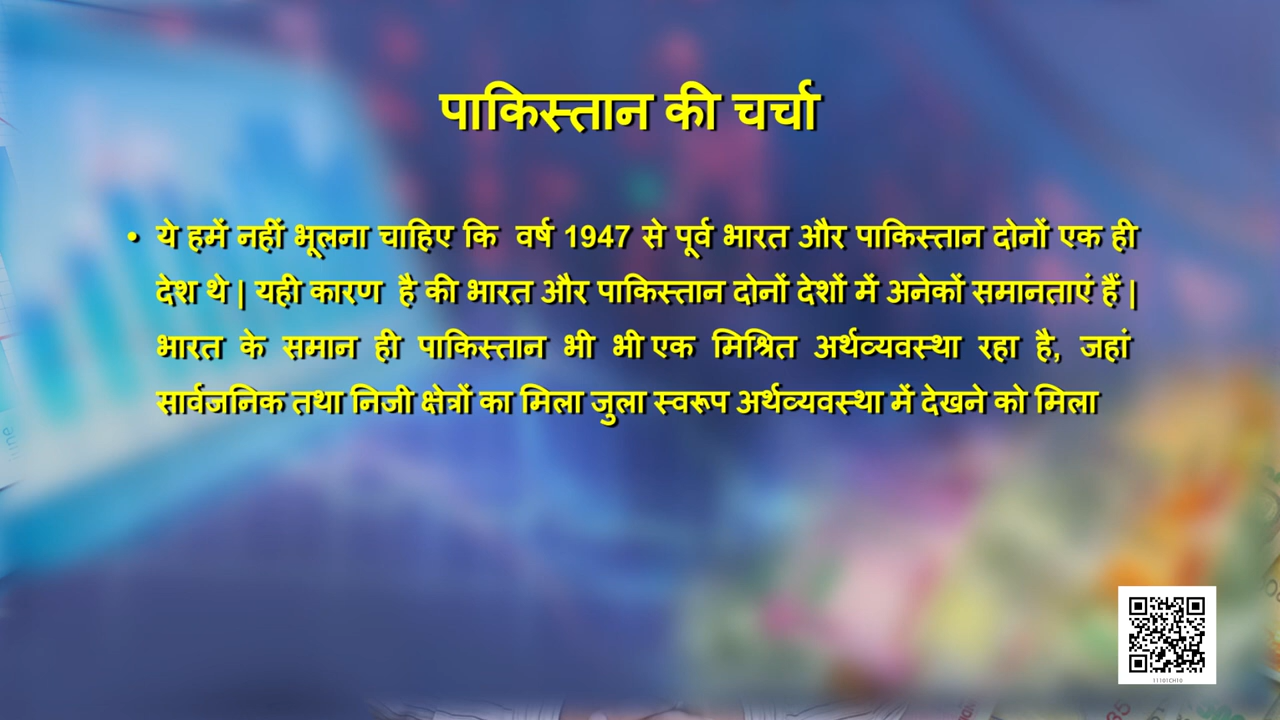 पाकिस्तान की चर्चा
• ये हमें नहीं भूलना चाहिए कि वर्ष 1947 से पूर्व भारत और पाकिस्तान दोनों एक ही
देश थे | यही कारण है की भारत और पाकिस्तान दोनों देशों में अनेकों समानताएं हैं |
भारत के समान ही पाकिस्तान भी भी एक मिश्रित अर्थव्यवस्था रहा है, जहां
सार्वजनिक तथा निजी क्षेत्रों का मिला जुला स्वरूप अर्थव्यवस्था में देखने को मिला
11101CH10